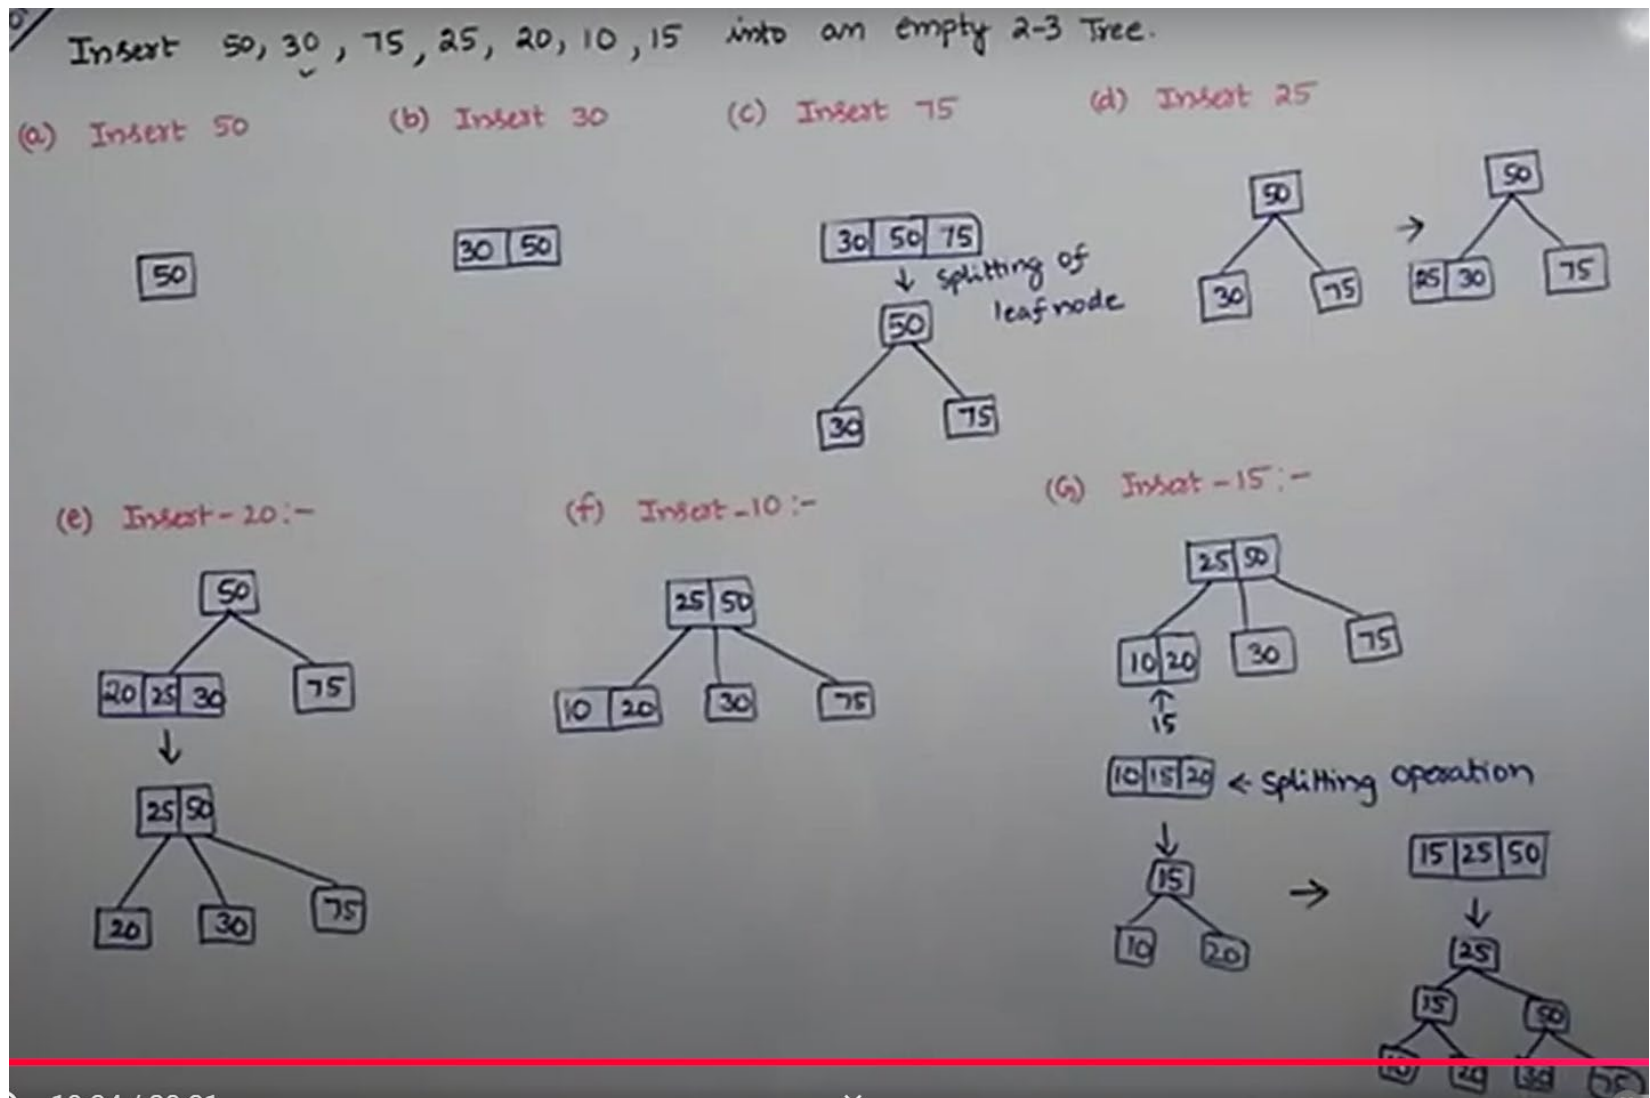 Insert 50, 30, 75, 25, 20, 10, 15 into an empty 2-3 Tree.
(a) Insert 50
50
(b) Insert 30
30 50
(c) Insert 75
30 50 75
↓ splitting of
leaf node
50
30 75
(d) Insert 25
50 → 50
30 75 25 30 75
(e) Insert - 20 :-
50
20 25 30 75
↓
25 50
20 30 75
(f) Insert - 10 :-
25 50
10 20 30 75
(G) Insert - 15 :-
25 50
10 20 30 75
↑
15
10 15 20 ← splitting operation
↓
15
10 20
→
15 25 50
↓
25
15 50
10 20 30 75